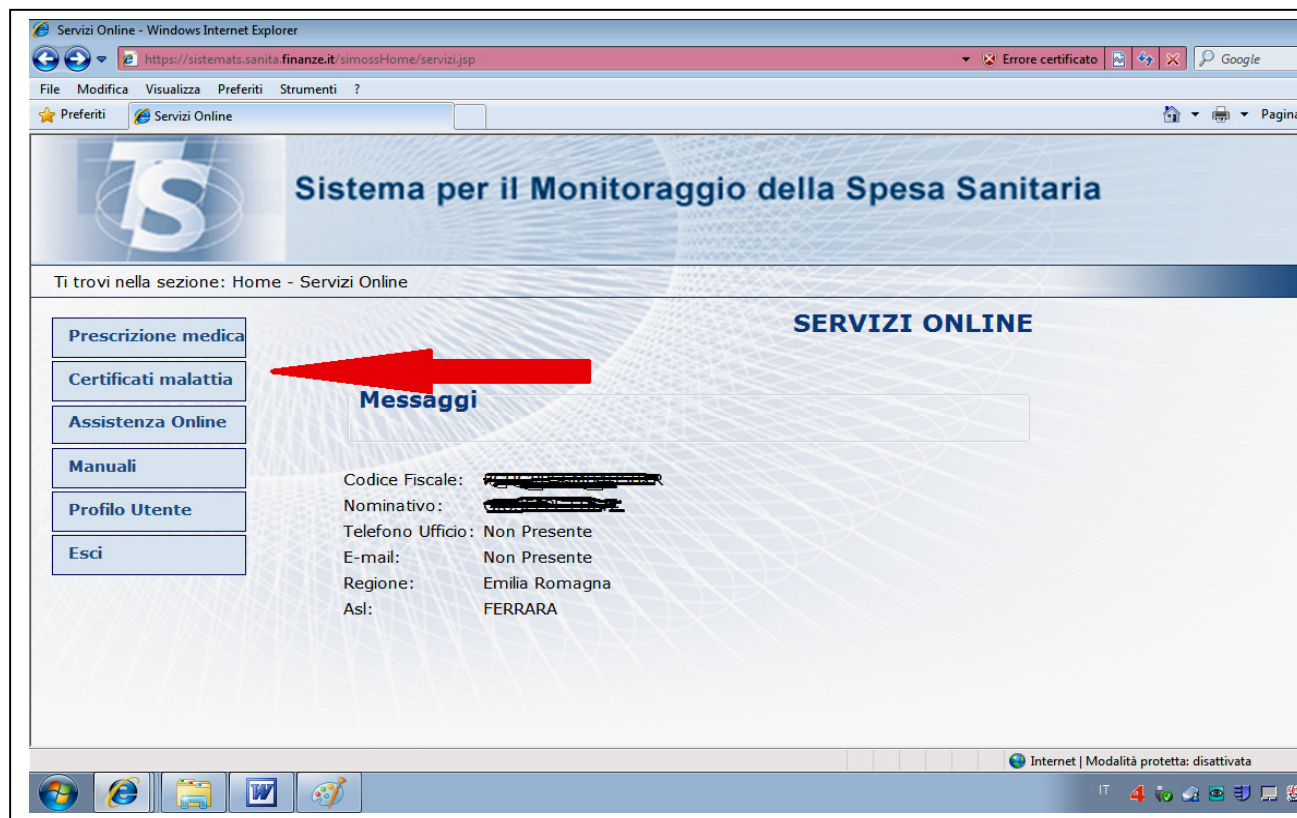 Servizi Online - Windows Internet Explorer
https://sistemats.sanita.finanze.it/simossHome/servizi.jsp Errore certificato Google
File Modifica Visualizza Preferiti Strumenti ?
Preferiti Servizi Online Pagina
TS Sistema per il Monitoraggio della Spesa Sanitaria
Ti trovi nella sezione: Home - Servizi Online
SERVIZI ONLINE
Prescrizione medica
Certificati malattia
Assistenza Online
Manuali
Profilo Utente
Esci
Messaggi
Codice Fiscale:
Nominativo:
Telefono Ufficio: Non Presente
E-mail: Non Presente
Regione: Emilia Romagna
Asl: FERRARA
Internet | Modalità protetta: disattivata
IT 4